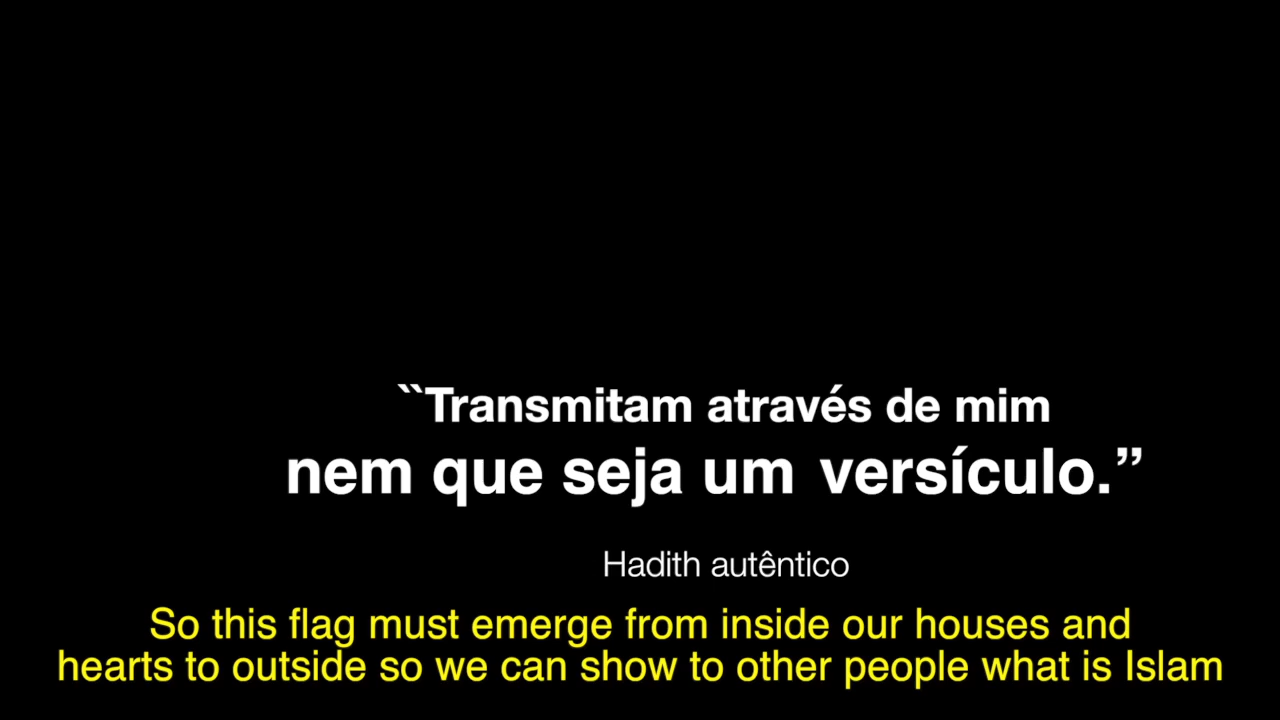 ``Transmitam através de mim
nem que seja um versículo.”
Hadith autêntico
So this flag must emerge from inside our houses and
hearts to outside so we can show to other people what is Islam